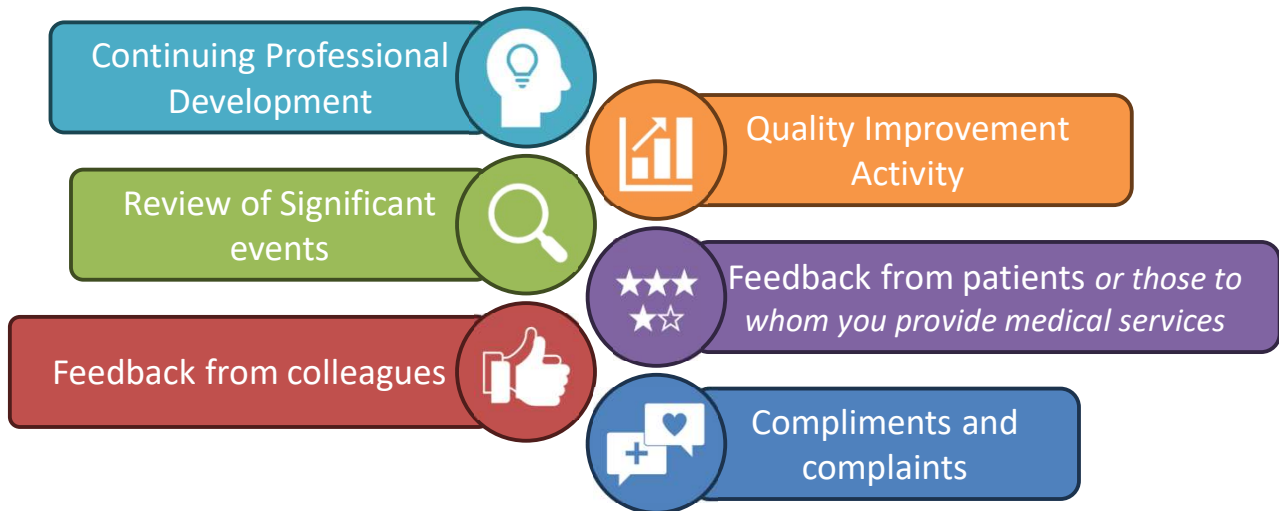 Continuing Professional
Development
Quality Improvement
Activity
Review of Significant
events
Feedback from patients or those to
whom you provide medical services
Feedback from colleagues
Compliments and
complaints